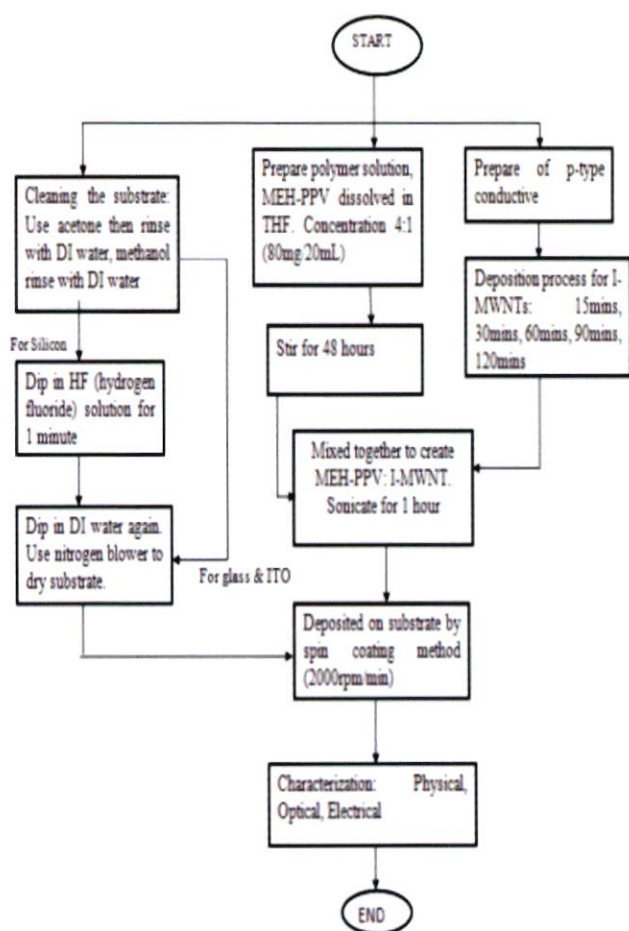 START
Cleaning the substrate:
Use acetone then rinse
with DI water, methanol
rinse with DI water
Prepare polymer solution,
MEH-PPV dissolved in
THF. Concentration 4:1
(80mg/20mL)
Prepare of p-type
conductive
For Silicon
Stir for 48 hours
Deposition process for I-
MWNTs: 15mins,
30mins, 60mins, 90mins,
120mins
Dip in HF (hydrogen
fluoride) solution for
1 minute
Mixed together to create
MEH-PPV: I-MWNT.
Sonicate for 1 hour
Dip in DI water again.
Use nitrogen blower to
dry substrate.
For glass & ITO
Deposited on substrate by
spin coating method
(2000rpm/min)
Characterization: Physical,
Optical, Electrical
END